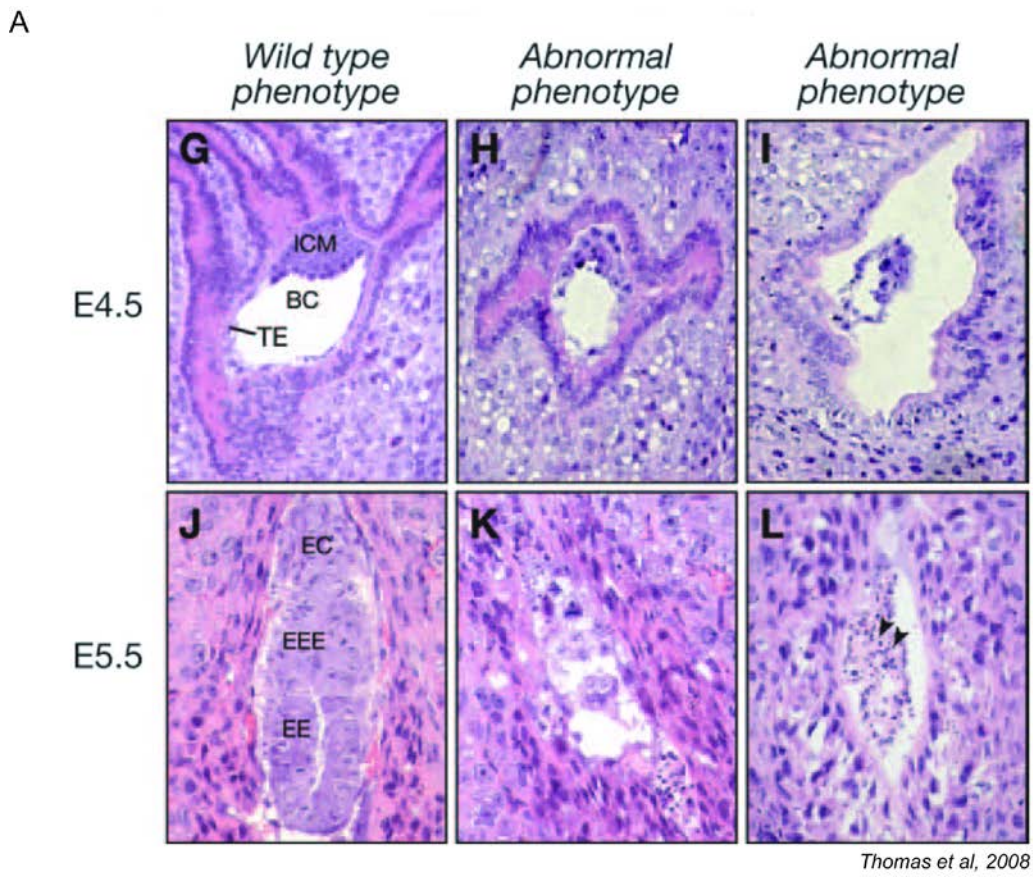 A
Wild type
phenotype
Abnormal
phenotype
Abnormal
phenotype
E4.5
G
ICM
BC
TE
H
I
E5.5
J
EC
EEE
EE
K
L
Thomas et al, 2008